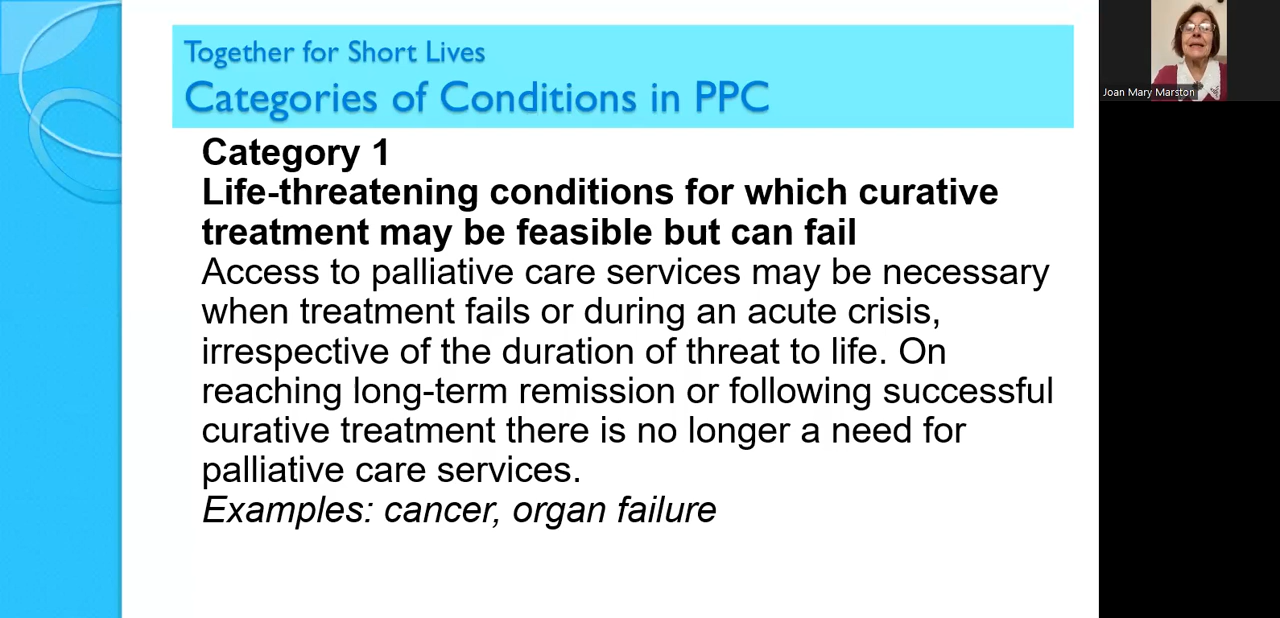 Together for Short Lives
Categories of Conditions in PPC
Category 1
Life-threatening conditions for which curative
treatment may be feasible but can fail
Access to palliative care services may be necessary
when treatment fails or during an acute crisis,
irrespective of the duration of threat to life. On
reaching long-term remission or following successful
curative treatment there is no longer a need for
palliative care services.
Examples: cancer, organ failure
Joan Mary Marston